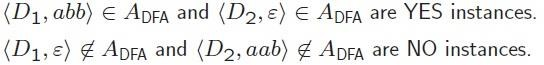 ⟨D₁, abb⟩ ∈ A_DFA and ⟨D₂, ε⟩ ∈ A_DFA are YES instances.
⟨D₁, ε⟩ ∉ A_DFA and ⟨D₂, aab⟩ ∉ A_DFA are NO instances.